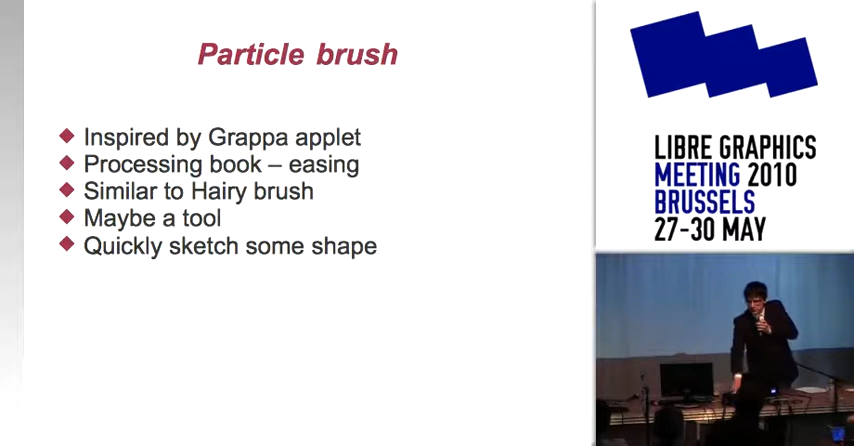 Particle brush
Inspired by Grappa applet
Processing book – easing
Similar to Hairy brush
Maybe a tool
Quickly sketch some shape
LIBRE GRAPHICS
MEETING 2010
BRUSSELS
27-30 MAY